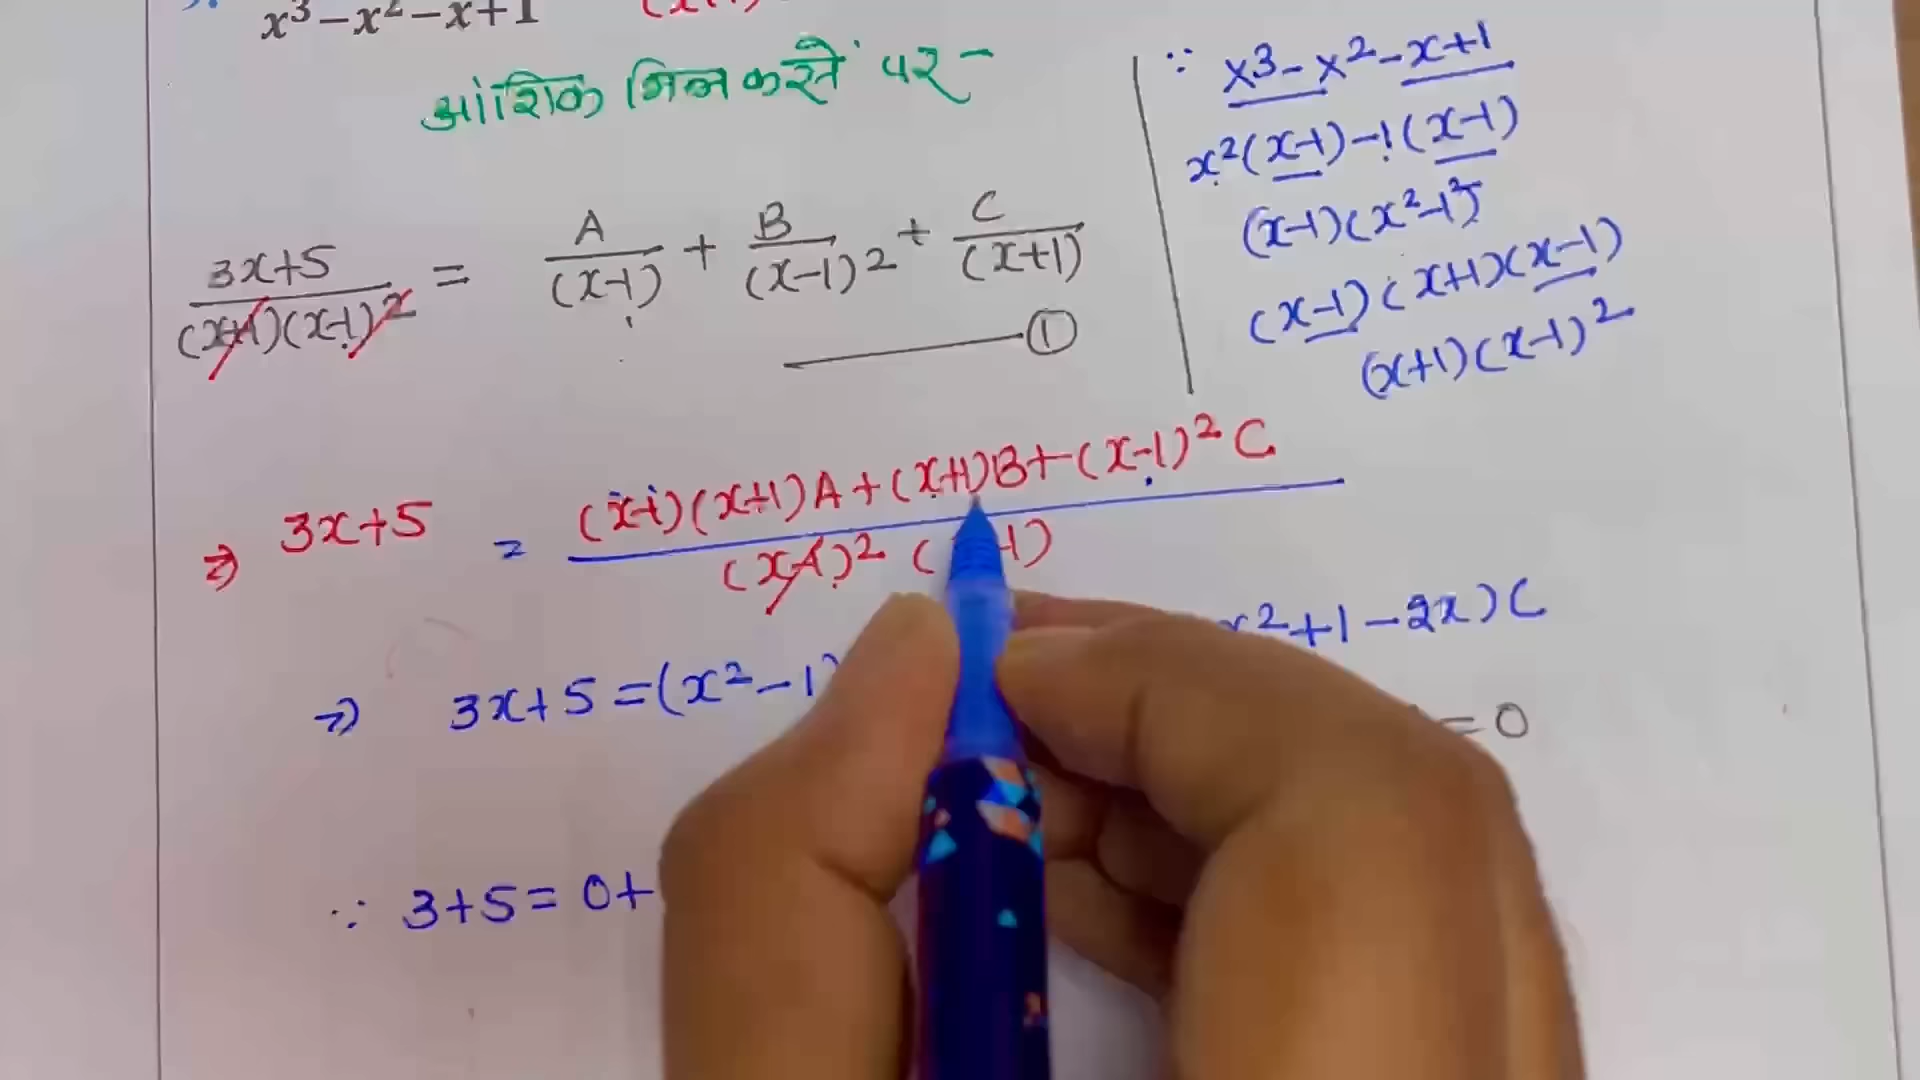 x³-x²-x+1
आंशिक भिन्न करने पर -
3x+5/(x+1)(x-1)² = A/(x-1) + B/(x-1)² + C/(x+1)
①
∵ x3-x²-x+1
x²(x-1)-1(x-1)
(x-1)(x²-1²)
(x-1)(x+1)(x-1)
(x+1)(x-1)²
⇒ 3x+5 = (x-1)(x+1)A+(x+1)B+(x-1)²C/(x-1)²( -1)
⇒ 3x+5=(x²-1) x²+1-2x)C
=0
∵ 3+5=0+